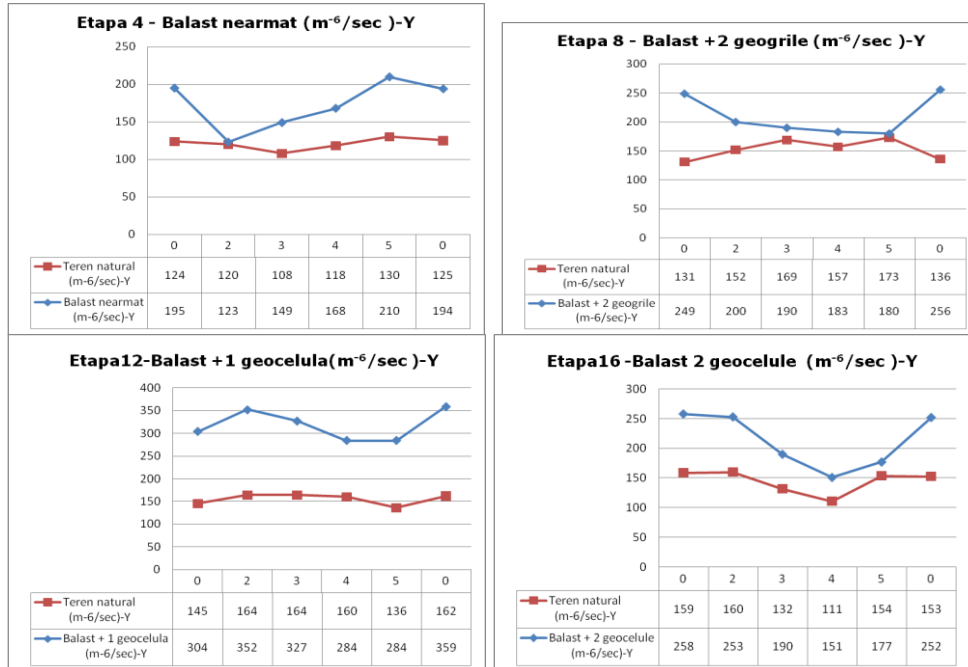 Etapa 4 - Balast nearmat (m⁻⁶/sec )-Y
250
200
150
100
50
0
0 2 3 4 5 0
Teren natural (m-6/sec)-Y 124 120 108 118 130 125
Balast nearmat (m-6/sec)-Y 195 123 149 168 210 194
Etapa 8 - Balast +2 geogrile (m⁻⁶/sec )-Y
300
250
200
150
100
50
0
0 2 3 4 5 0
Teren natural (m-6/sec)-Y 131 152 169 157 173 136
Balast + 2 geogrile (m-6/sec)-Y 249 200 190 183 180 256
Etapa12-Balast +1 geocelula(m⁻⁶/sec )-Y
400
350
300
250
200
150
100
50
0
0 2 3 4 5 0
Teren natural (m-6/sec)-Y 145 164 164 160 136 162
Balast + 1 geocelula (m-6/sec)-Y 304 352 327 284 284 359
Etapa16 -Balast 2 geocelule (m⁻⁶/sec )-Y
300
250
200
150
100
50
0
0 2 3 4 5 0
Teren natural (m-6/sec)-Y 159 160 132 111 154 153
Balast + 2 geocelule (m-6/sec)-Y 258 253 190 151 177 252